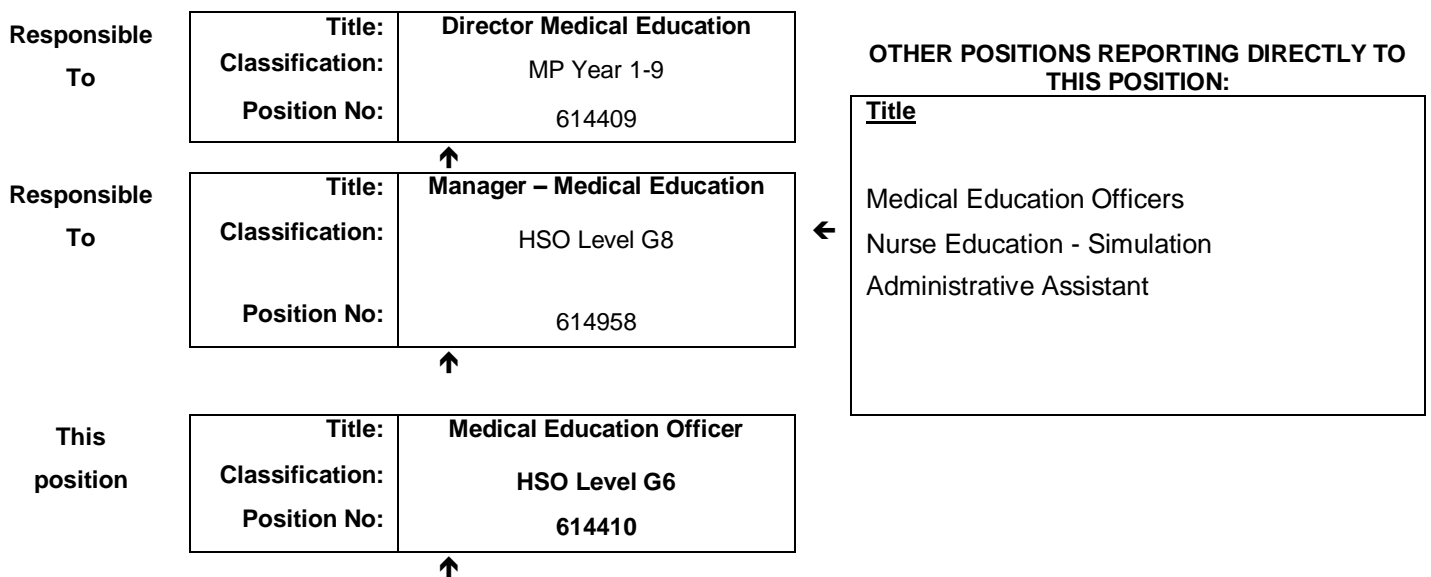 Responsible
To
Title: Director Medical Education
Classification: MP Year 1-9
Position No: 614409
Responsible
To
Title: Manager – Medical Education
Classification: HSO Level G8
Position No: 614958
This
position
Title: Medical Education Officer
Classification: HSO Level G6
Position No: 614410
OTHER POSITIONS REPORTING DIRECTLY TO
THIS POSITION:
Title
Medical Education Officers
Nurse Education - Simulation
Administrative Assistant